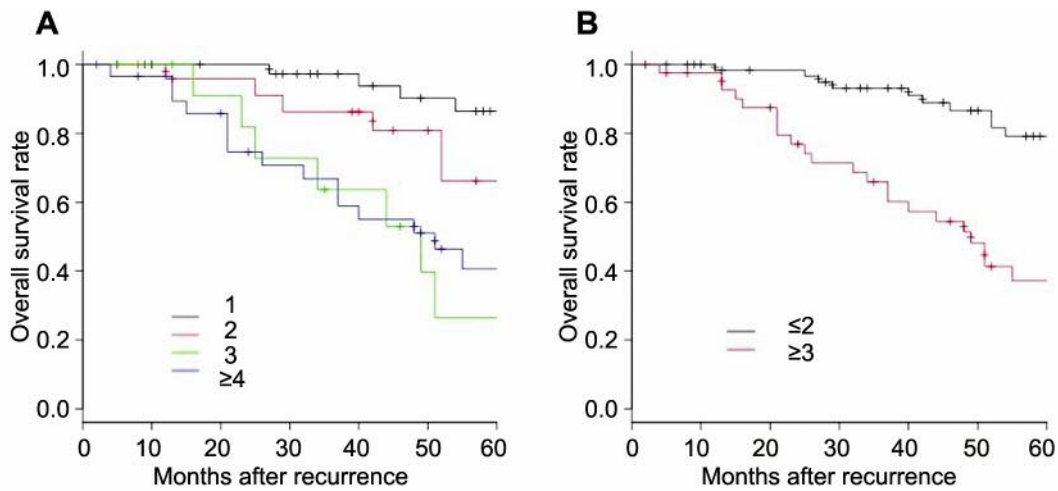 A
Overall survival rate
1.0
0.8
0.6
0.4
0.2
0.0
1
2
3
≥4
0 10 20 30 40 50 60
Months after recurrence
B
Overall survival rate
1.0
0.8
0.6
0.4
0.2
0.0
≤2
≥3
0 10 20 30 40 50 60
Months after recurrence